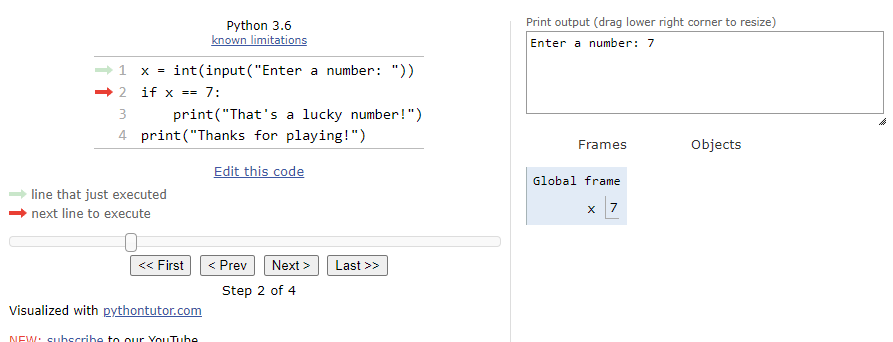 Python 3.6
known limitations
1 x = int(input("Enter a number: "))
2 if x == 7:
3     print("That's a lucky number!")
4 print("Thanks for playing!")
Edit this code
line that just executed
next line to execute
<< First < Prev Next > Last >>
Step 2 of 4
Visualized with pythontutor.com
NEW: subscribe to our YouTube
Print output (drag lower right corner to resize)
Enter a number: 7
Frames Objects
Global frame
x 7